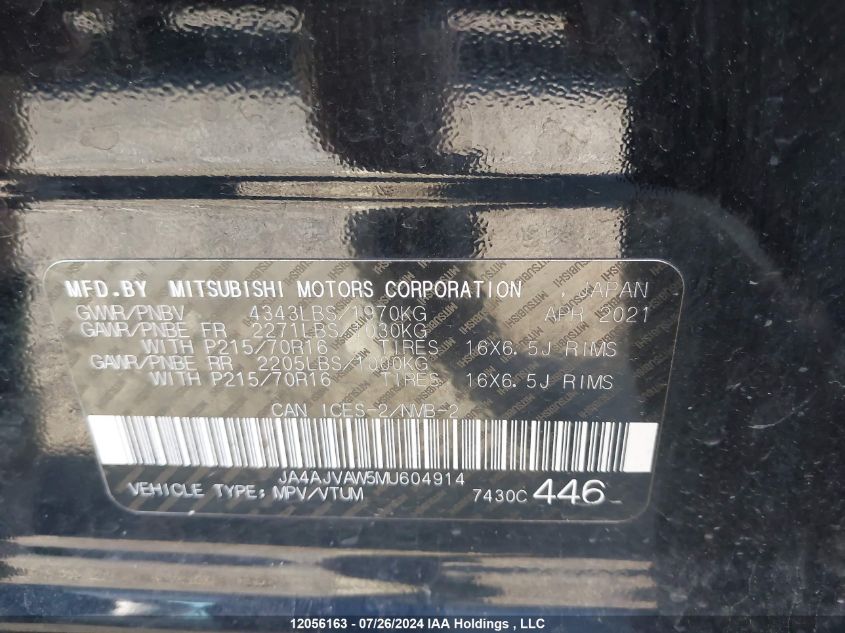 MFD.BY MITSUBISHI MOTORS CORPORATION , JAPAN
GVWR/PNBV 4343LBS/1970KG APR 2021
GAWR/PNBE FR 2271LBS/1030KG
WITH P215/70R16 TIRES 16X6.5J RIMS
GAWR/PNBE RR 2205LBS/1000KG
WITH P215/70R16 TIRES 16X6.5J RIMS
CAN ICES-2/NMB-2
JA4AJVAW5MU604914
VEHICLE TYPE: MPV/VTUM 7430C 446
12056163 - 07/26/2024 IAA Holdings , LLC